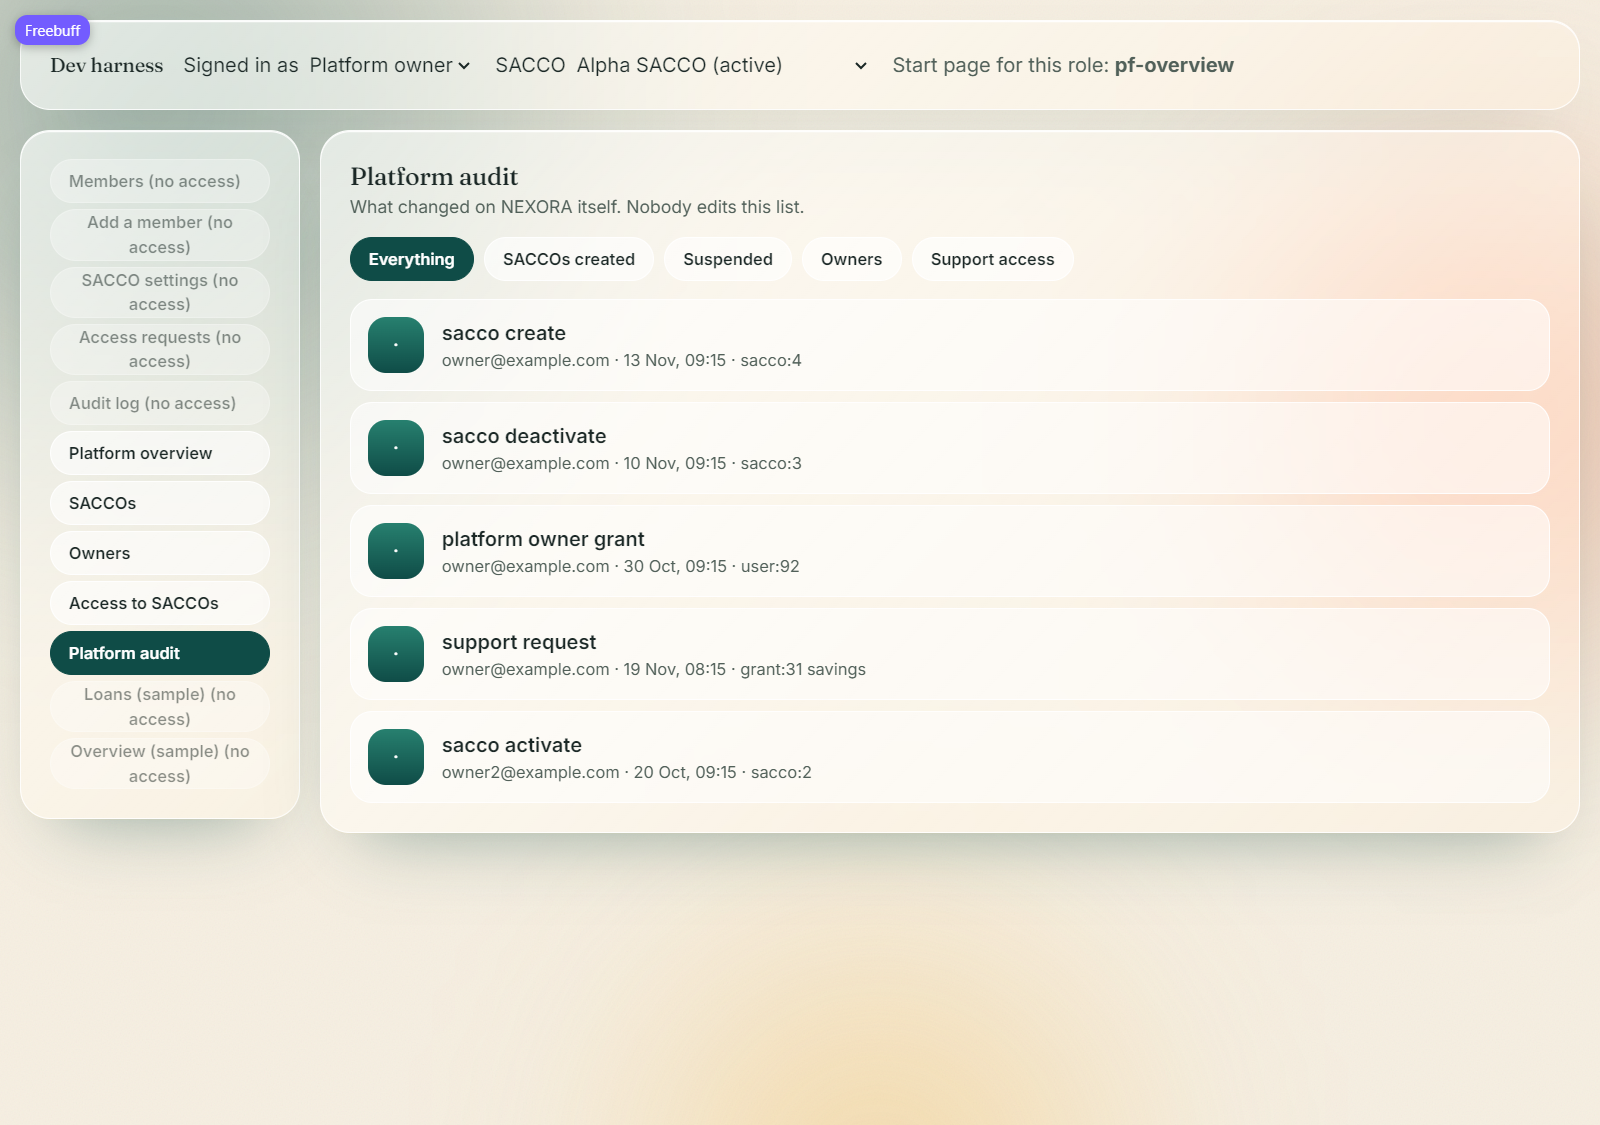 Freebuff
Dev harness Signed in as Platform owner SACCO Alpha SACCO (active) Start page for this role: pf-overview
Members (no access)
Add a member (no
access)
SACCO settings (no
access)
Access requests (no
access)
Audit log (no access)
Platform overview
SACCOs
Owners
Access to SACCOs
Platform audit
Loans (sample) (no
access)
Overview (sample) (no
access)
Platform audit
What changed on NEXORA itself. Nobody edits this list.
Everything SACCOs created Suspended Owners Support access
sacco create
owner@example.com · 13 Nov, 09:15 · sacco:4
sacco deactivate
owner@example.com · 10 Nov, 09:15 · sacco:3
platform owner grant
owner@example.com · 30 Oct, 09:15 · user:92
support request
owner@example.com · 19 Nov, 08:15 · grant:31 savings
sacco activate
owner2@example.com · 20 Oct, 09:15 · sacco:2